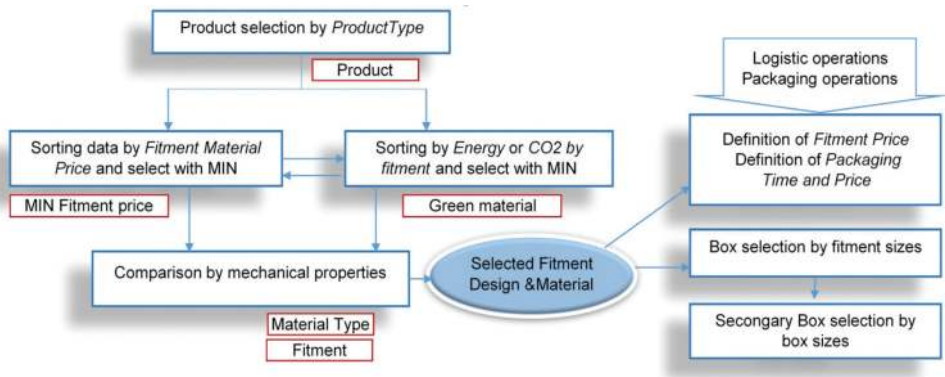 Product selection by ProductType
Product
Sorting data by Fitment Material
Price and select with MIN
MIN Fitment price
Sorting by Energy or CO2 by
fitment and select with MIN
Green material
Comparison by mechanical properties
Material Type
Fitment
Selected Fitment
Design &Material
Logistic operations
Packaging operations
Definition of Fitment Price
Definition of Packaging
Time and Price
Box selection by fitment sizes
Secongary Box selection by
box sizes